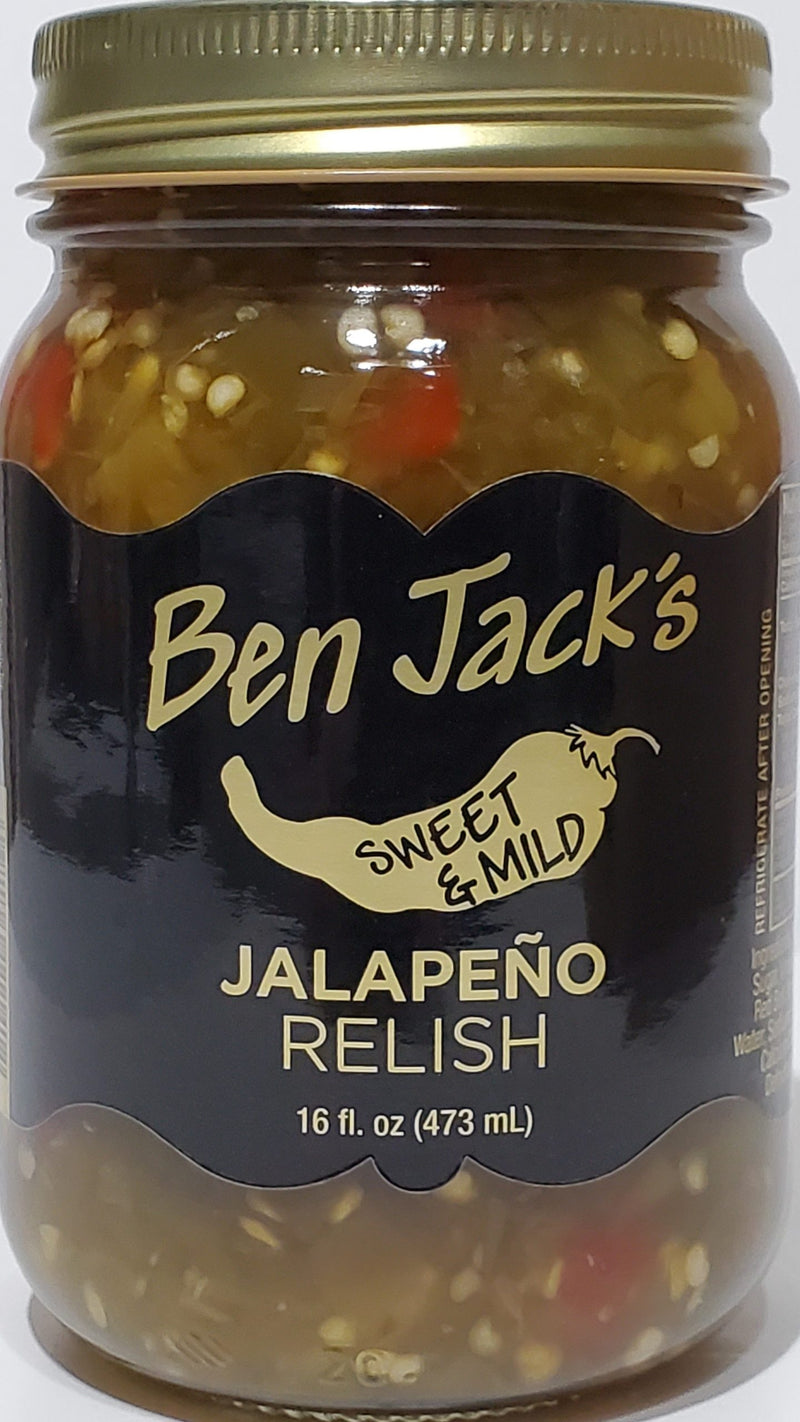 Ben Jack's
SWEET
& MILD
JALAPEÑO
RELISH
16 fl. oz (473 mL)
REFRIGERATE AFTER OPENING